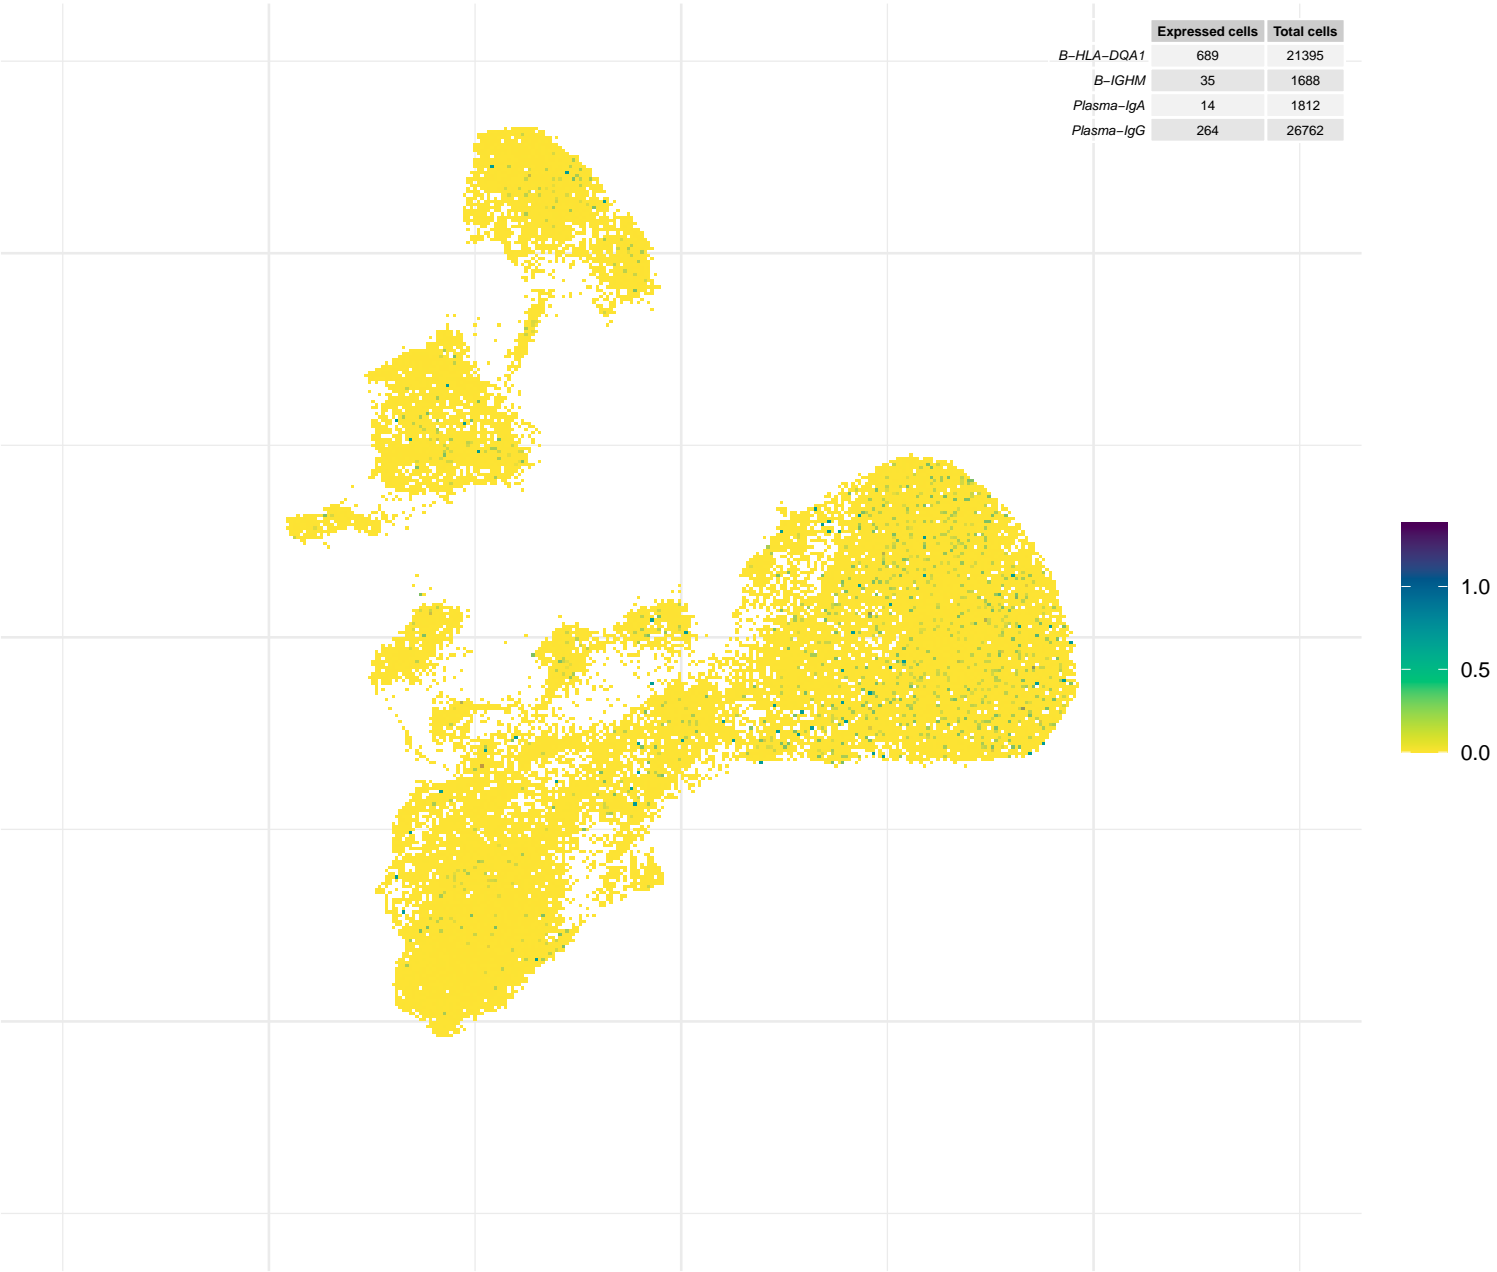 Expressed cells Total cells
B-HLA-DQA1 689 21395
B-IGHM 35 1688
Plasma-IgA 14 1812
Plasma-IgG 264 26762
1.0
0.5
0.0